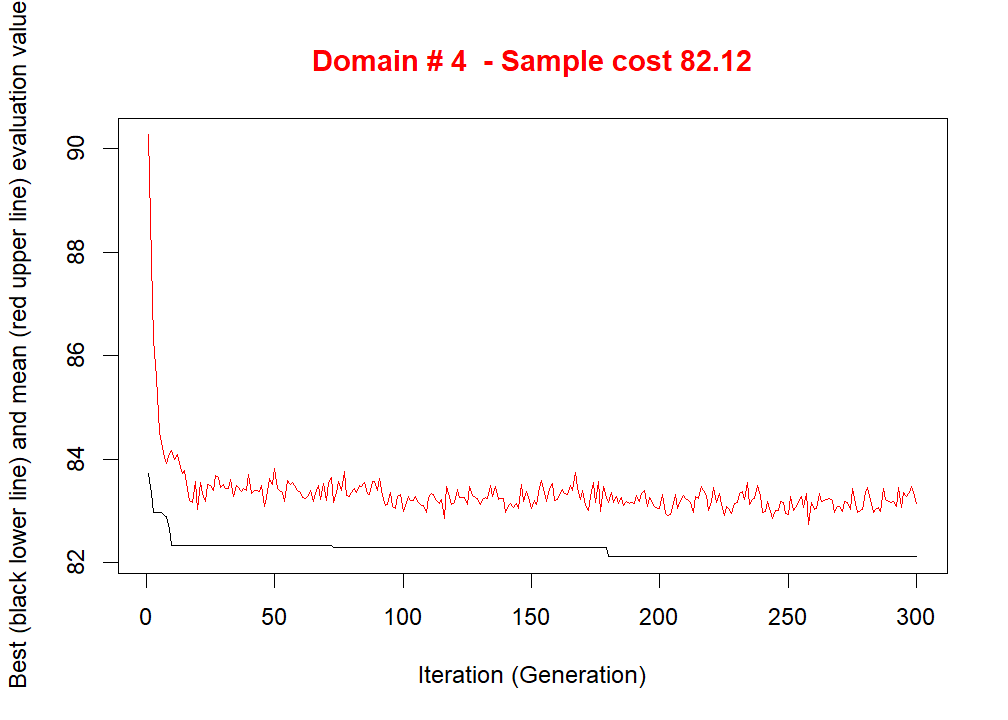 Domain # 4  - Sample cost 82.12
Best (black lower line) and mean (red upper line) evaluation value
90
88
86
84
82
0 50 100 150 200 250 300
Iteration (Generation)